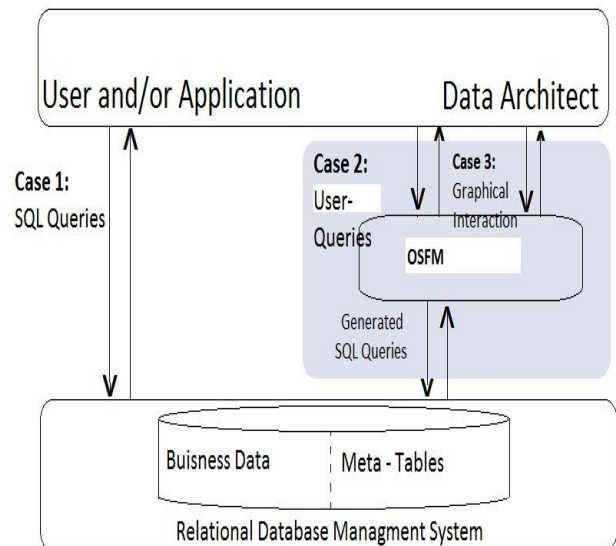 User and/or Application
Data Architect
Case 1:
SQL Queries
Case 2:
User-
Queries
Case 3:
Graphical
Interaction
OSFM
Generated
SQL Queries
Buisness Data
Meta - Tables
Relational Database Managment System